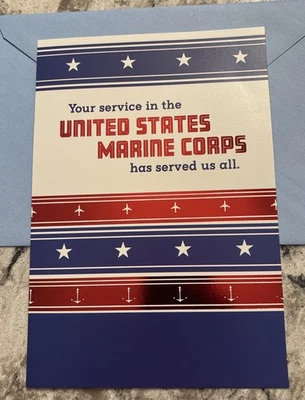 Your service in the
UNITED STATES
MARINE CORPS
has served us all.